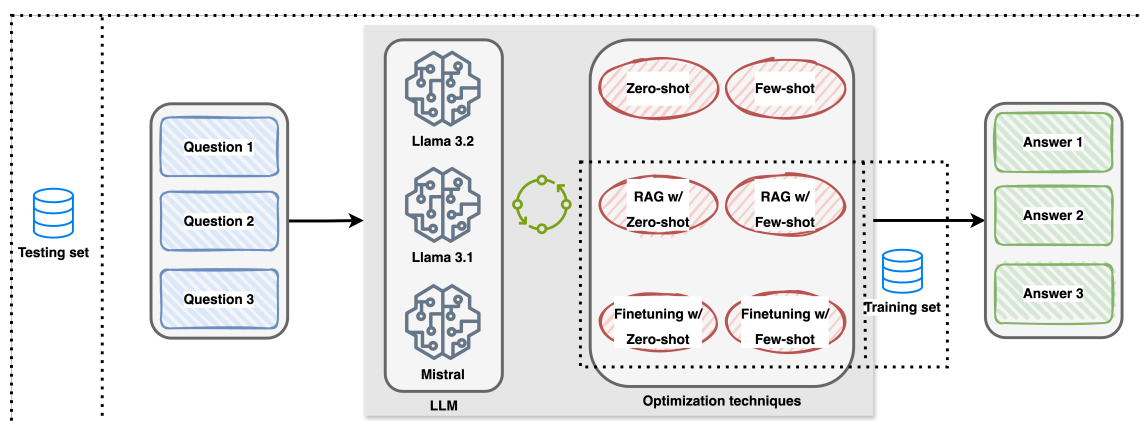 Testing set
Question 1
Question 2
Question 3
Llama 3.2
Llama 3.1
Mistral
LLM
Zero-shot
Few-shot
RAG w/
Zero-shot
RAG w/
Few-shot
Finetuning w/
Zero-shot
Finetuning w/
Few-shot
Optimization techniques
Training set
Answer 1
Answer 2
Answer 3